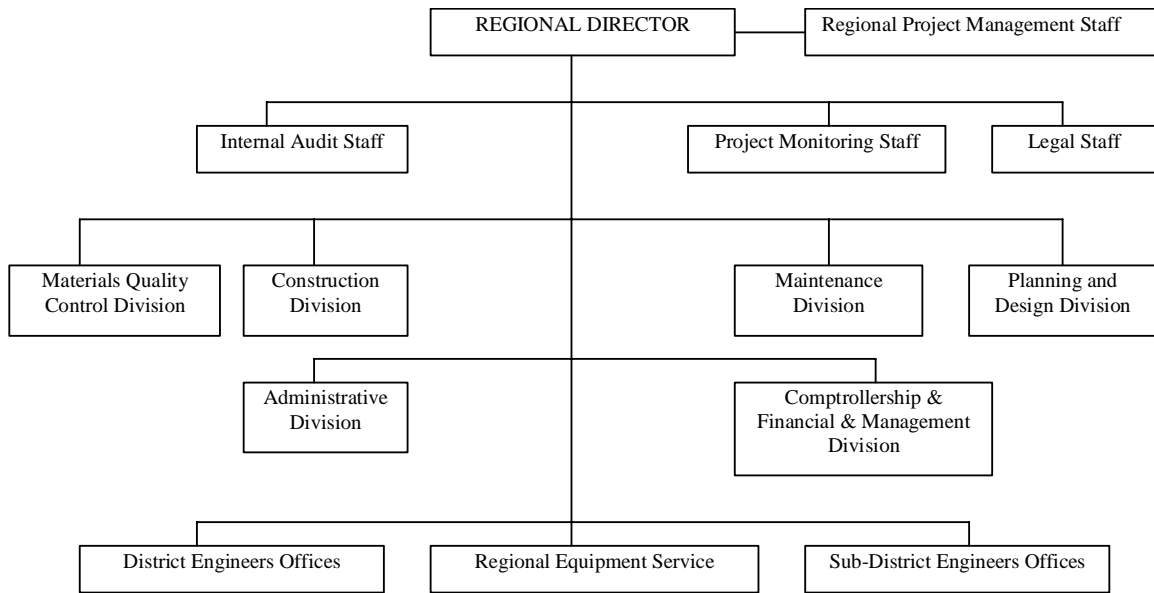 REGIONAL DIRECTOR
Regional Project Management Staff
Internal Audit Staff
Project Monitoring Staff
Legal Staff
Materials Quality
Control Division
Construction
Division
Maintenance
Division
Planning and
Design Division
Administrative
Division
Comptrollership &
Financial & Management
Division
District Engineers Offices
Regional Equipment Service
Sub-District Engineers Offices